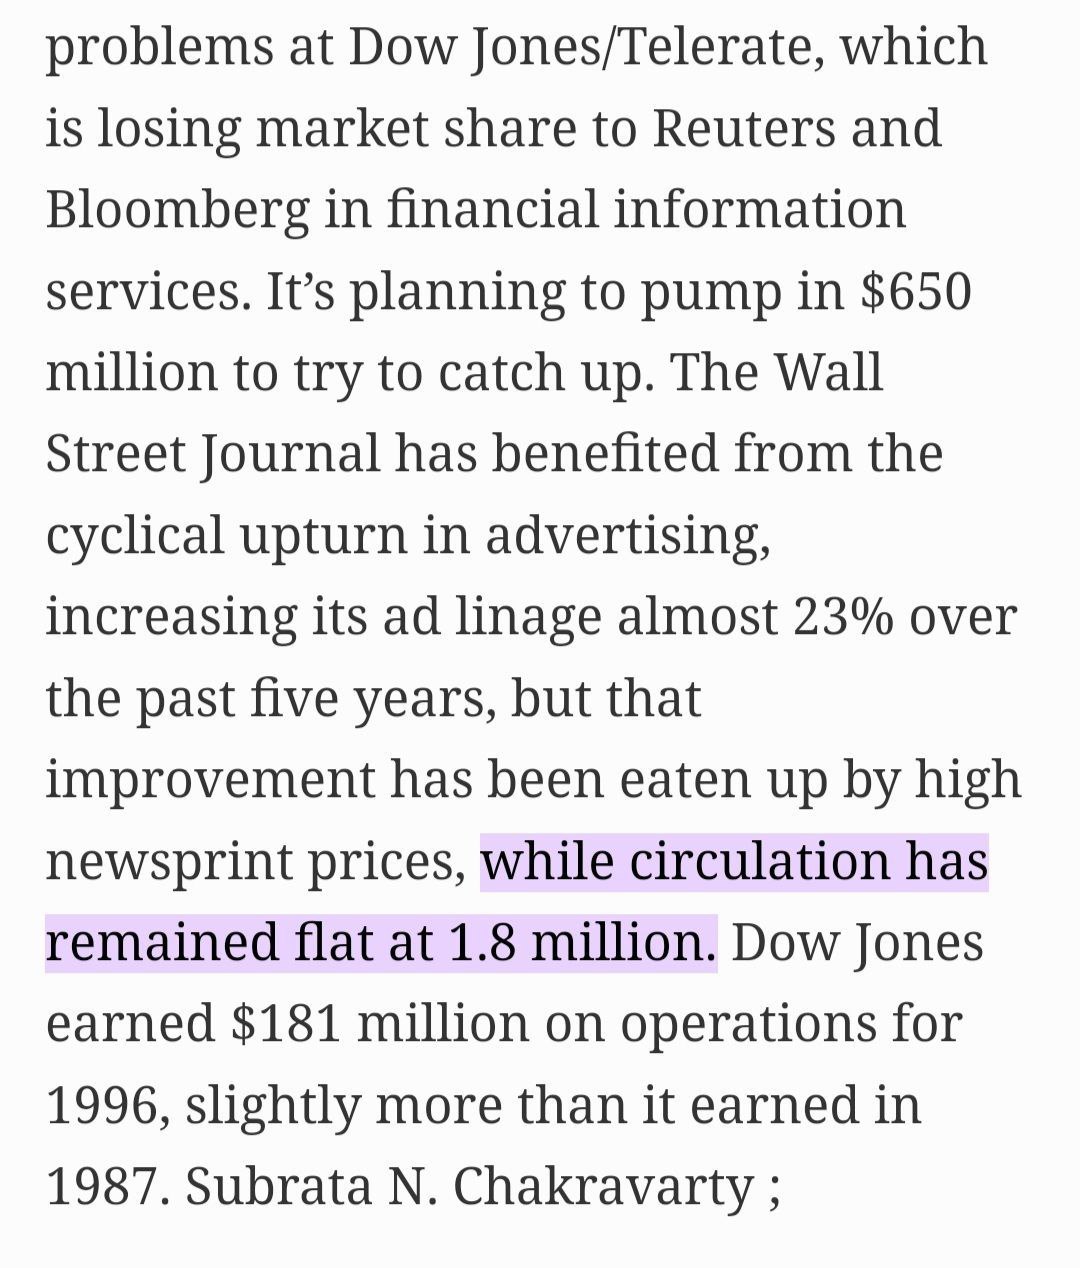 problems at Dow Jones/Telerate, which
is losing market share to Reuters and
Bloomberg in financial information
services. It’s planning to pump in $650
million to try to catch up. The Wall
Street Journal has benefited from the
cyclical upturn in advertising,
increasing its ad linage almost 23% over
the past five years, but that
improvement has been eaten up by high
newsprint prices, while circulation has
remained flat at 1.8 million. Dow Jones
earned $181 million on operations for
1996, slightly more than it earned in
1987. Subrata N. Chakravarty ;